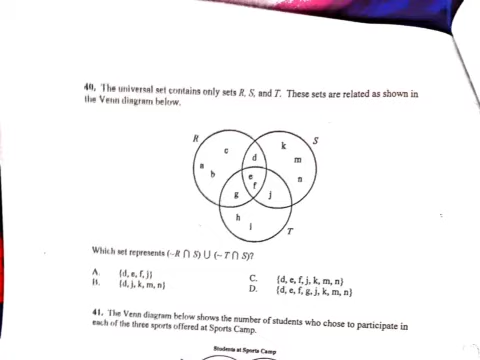 40. The universal set contains only sets R, S, and T. These sets are related as shown in
the Venn diagram below.
R
S
k
c
d
m
a
b
e
n
f
g
j
h
i
T
Which set represents (~R ∩ S) ∪ (~T ∩ S)?
A. {d, e, f, j}
B. {d, j, k, m, n}
C. {d, e, f, j, k, m, n}
D. {d, e, f, g, j, k, m, n}
41. The Venn diagram below shows the number of students who chose to participate in
each of the three sports offered at Sports Camp.
Students at Sports Camp